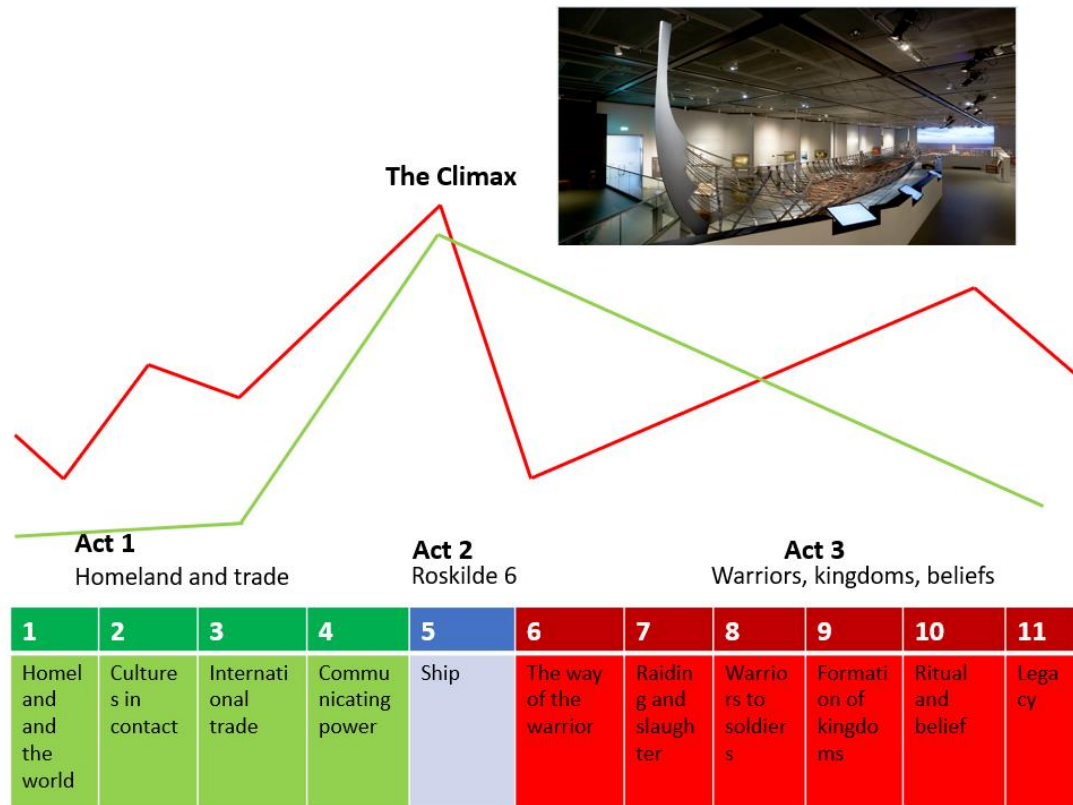 The Climax
Act 1
Homeland and trade
Act 2
Roskilde 6
Act 3
Warriors, kingdoms, beliefs
1
2
3
4
5
6
7
8
9
10
11
Homel
and
and
the
world
Culture
s in
contact
Internati
onal
trade
Commu
nicating
power
Ship
The way
of the
warrior
Raidin
g and
slaugh
ter
Warrio
rs to
soldier
s
Formati
on of
kingdo
ms
Ritual
and
belief
Lega
cy